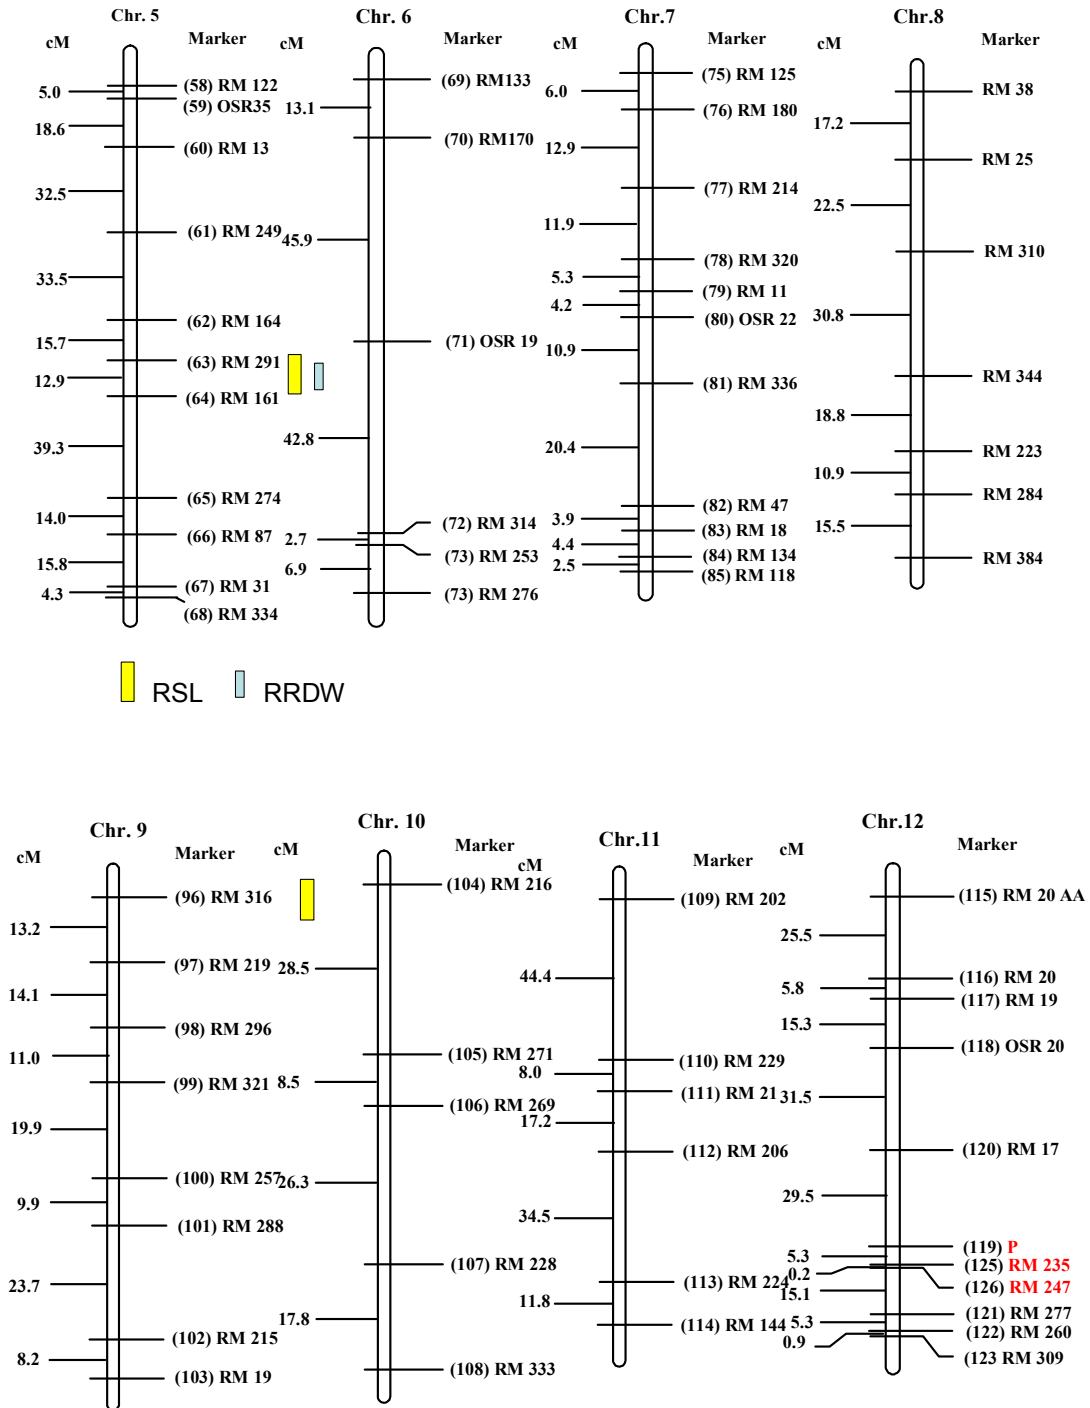 Chr. 5
cM
Marker
5.0
18.6
32.5
33.5
15.7
12.9
39.3
14.0
15.8
4.3
(58) RM 122
(59) OSR35
(60) RM 13
(61) RM 249
(62) RM 164
(63) RM 291
(64) RM 161
(65) RM 274
(66) RM 87
(67) RM 31
(68) RM 334
Chr. 6
cM
Marker
13.1
45.9
42.8
2.7
6.9
(69) RM133
(70) RM170
(71) OSR 19
(72) RM 314
(73) RM 253
(73) RM 276
Chr.7
cM
Marker
6.0
12.9
11.9
5.3
4.2
10.9
20.4
3.9
4.4
2.5
(75) RM 125
(76) RM 180
(77) RM 214
(78) RM 320
(79) RM 11
(80) OSR 22
(81) RM 336
(82) RM 47
(83) RM 18
(84) RM 134
(85) RM 118
Chr.8
cM
Marker
17.2
22.5
30.8
18.8
10.9
15.5
RM 38
RM 25
RM 310
RM 344
RM 223
RM 284
RM 384
RSL
RRDW
Chr. 9
cM
Marker
13.2
14.1
11.0
19.9
9.9
23.7
8.2
(96) RM 316
(97) RM 219
(98) RM 296
(99) RM 321
(100) RM 257
(101) RM 288
(102) RM 215
(103) RM 19
Chr. 10
cM
Marker
28.5
8.5
26.3
17.8
(104) RM 216
(105) RM 271
(106) RM 269
(107) RM 228
(108) RM 333
Chr.11
cM
Marker
44.4
8.0
17.2
34.5
11.8
(109) RM 202
(110) RM 229
(111) RM 21
(112) RM 206
(113) RM 224
(114) RM 144
Chr.12
cM
Marker
25.5
5.8
15.3
31.5
29.5
5.3
0.2
15.1
5.3
0.9
(115) RM 20 AA
(116) RM 20
(117) RM 19
(118) OSR 20
(120) RM 17
(119) P
(125) RM 235
(126) RM 247
(121) RM 277
(122) RM 260
(123 RM 309